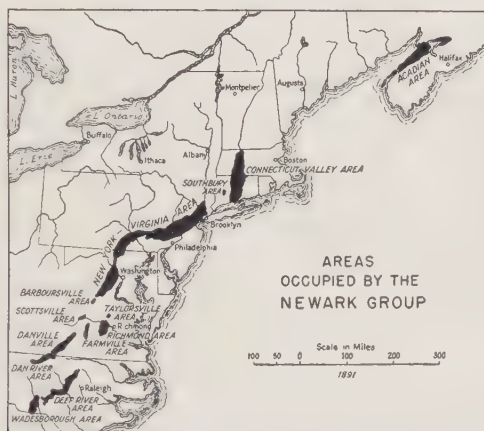 L. Huron
ACADIAN AREA
Halifax
Montpelier
Augusta
L. Ontario
Buffalo
L. Erie
Ithaca
Albany
Boston
CONNECTICUT VALLEY AREA
SOUTHBURY
AREA
NEW YORK-VIRGINIA AREA
Brooklyn
Philadelphia
Washington
BARBOURSVILLE
AREA
SCOTTSVILLE
AREA
TAYLORSVILLE
AREA
Richmond
RICHMOND AREA
DANVILLE
AREA
FARMVILLE
AREA
DAN RIVER
AREA
Raleigh
DEEP RIVER
AREA
WADESBOROUGH AREA
AREAS
OCCUPIED BY THE
NEWARK GROUP
Scale in Miles
100 50 0 100 200 300
1891